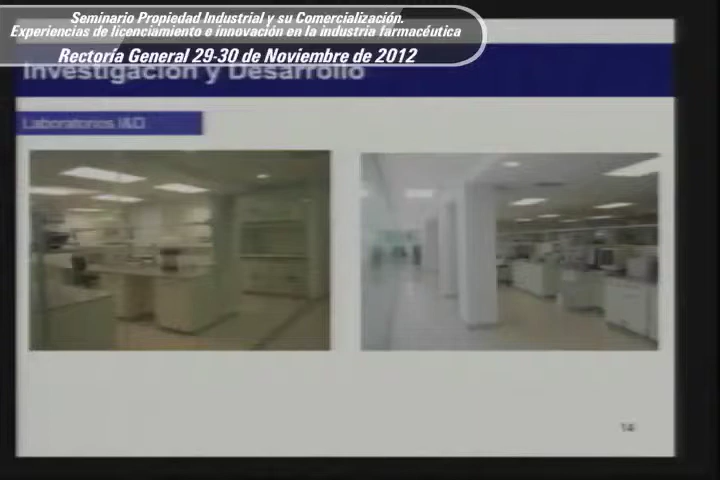 Seminario Propiedad Industrial y su Comercialización.
Experiencias de licenciamiento e innovación en la industria farmacéutica
Rectoría General 29-30 de Noviembre de 2012
Investigación y Desarrollo
Laboratorios I&D
14